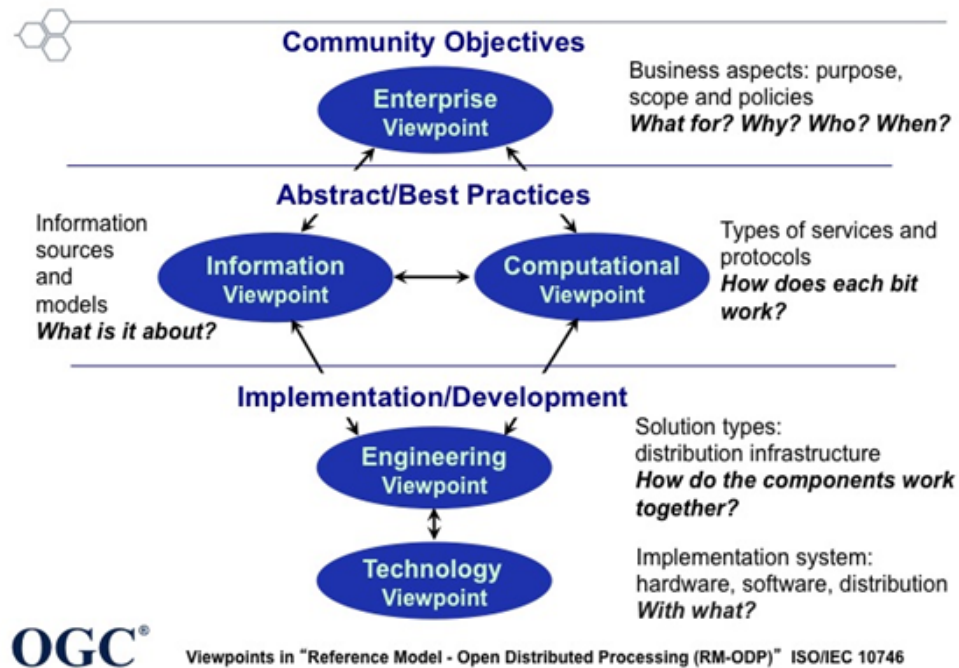 Community Objectives
Enterprise
Viewpoint
Business aspects: purpose,
scope and policies
What for? Why? Who? When?
Abstract/Best Practices
Information
sources
and
models
What is it about?
Information
Viewpoint
Computational
Viewpoint
Types of services and
protocols
How does each bit
work?
Implementation/Development
Engineering
Viewpoint
Solution types:
distribution infrastructure
How do the components work
together?
Technology
Viewpoint
Implementation system:
hardware, software, distribution
With what?
OGC®
Viewpoints in “Reference Model - Open Distributed Processing (RM-ODP)” ISO/IEC 10746